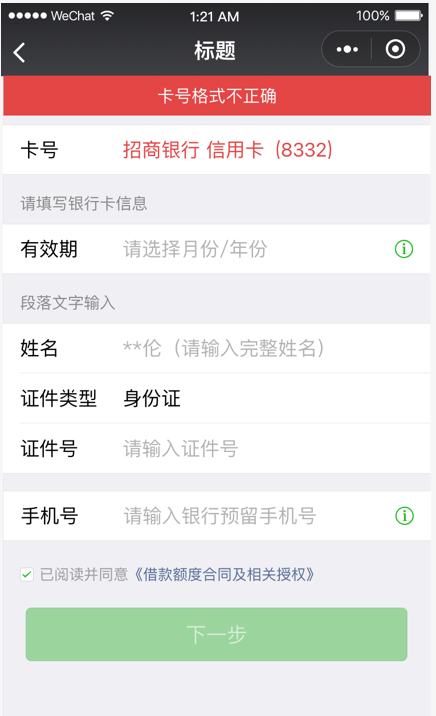 WeChat 1:21 AM 100%
标题
卡号格式不正确
卡号 招商银行 信用卡 (8332)
请填写银行卡信息
有效期 请选择月份/年份
段落文字输入
姓名 **伦（请输入完整姓名）
证件类型 身份证
证件号 请输入证件号
手机号 请输入银行预留手机号
已阅读并同意《借款额度合同及相关授权》
下一步